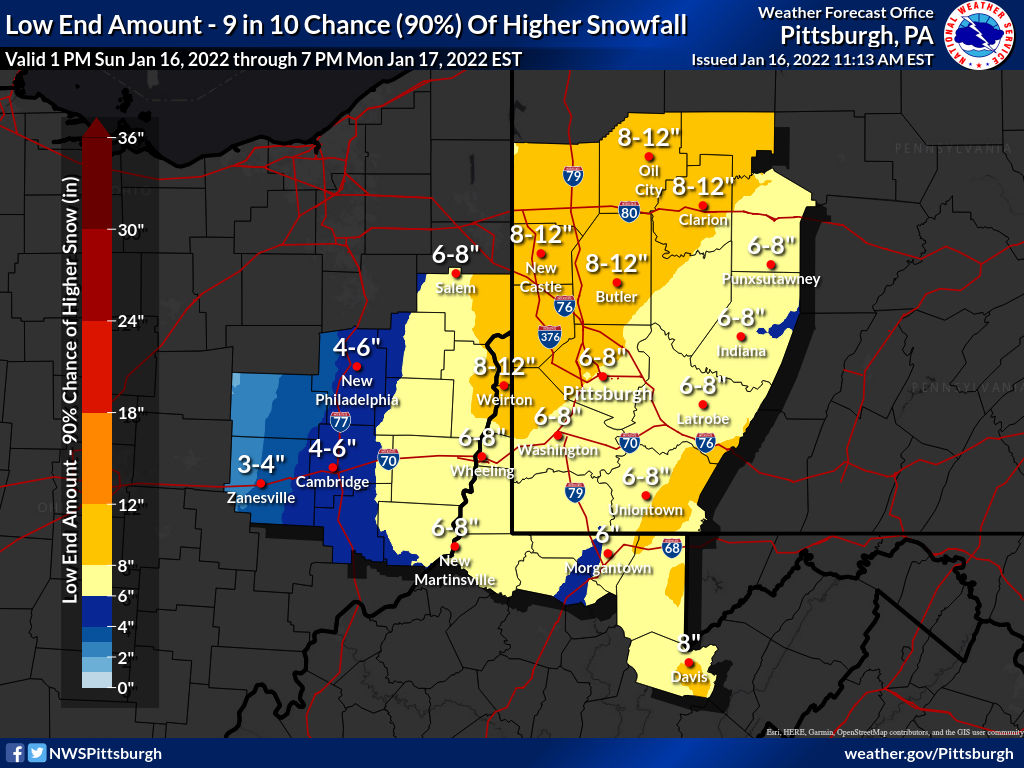 Low End Amount - 9 in 10 Chance (90%) Of Higher Snowfall
Valid 1 PM Sun Jan 16, 2022 through 7 PM Mon Jan 17, 2022 EST
Weather Forecast Office
Pittsburgh, PA
Issued Jan 16, 2022 11:13 AM EST
NATIONAL WEATHER SERVICE
Low End Amount - 90% Chance of Higher Snow (in)
36"
30"
24"
18"
12"
8"
6"
4"
2"
0"
PENNSYLVANIA
8-12"
Oil
City
79
8-12"
Clarion
80
8-12"
New
Castle
6-8"
Salem
8-12"
Butler
6-8"
Punxsutawney
76
376
6-8"
Indiana
4-6"
New
Philadelphia
8-12"
Weirton
6-8"
Pittsburgh
6-8"
Latrobe
PENNSYLVANIA
77
6-8"
Washington
6-8"
Wheeling
70
76
4-6"
Cambridge
70
3-4"
Zanesville
79
6-8"
Uniontown
6-8"
New
Martinsville
6"
Morgantown
68
8"
Davis
Esri, HERE, Garmin, OpenStreetMap contributors, and the GIS user community
NWSPittsburgh
weather.gov/Pittsburgh